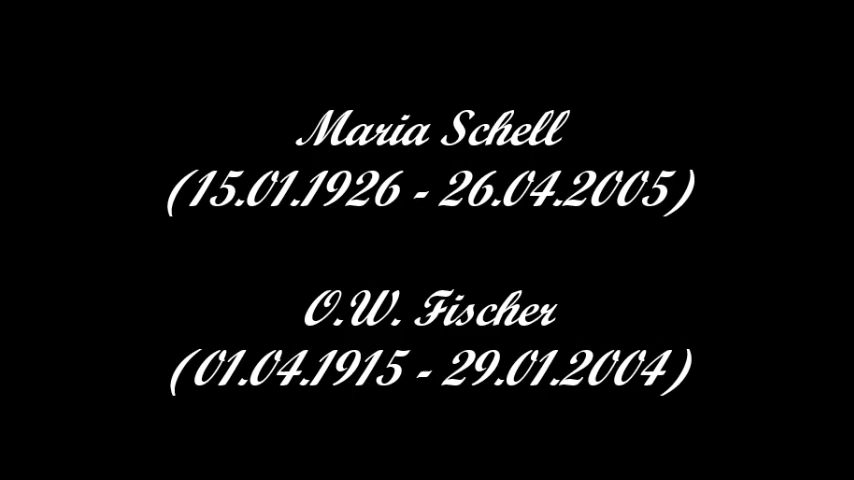 Maria Schell
(15.01.1926 - 26.04.2005)
O.W. Fischer
(01.04.1915 - 29.01.2004)